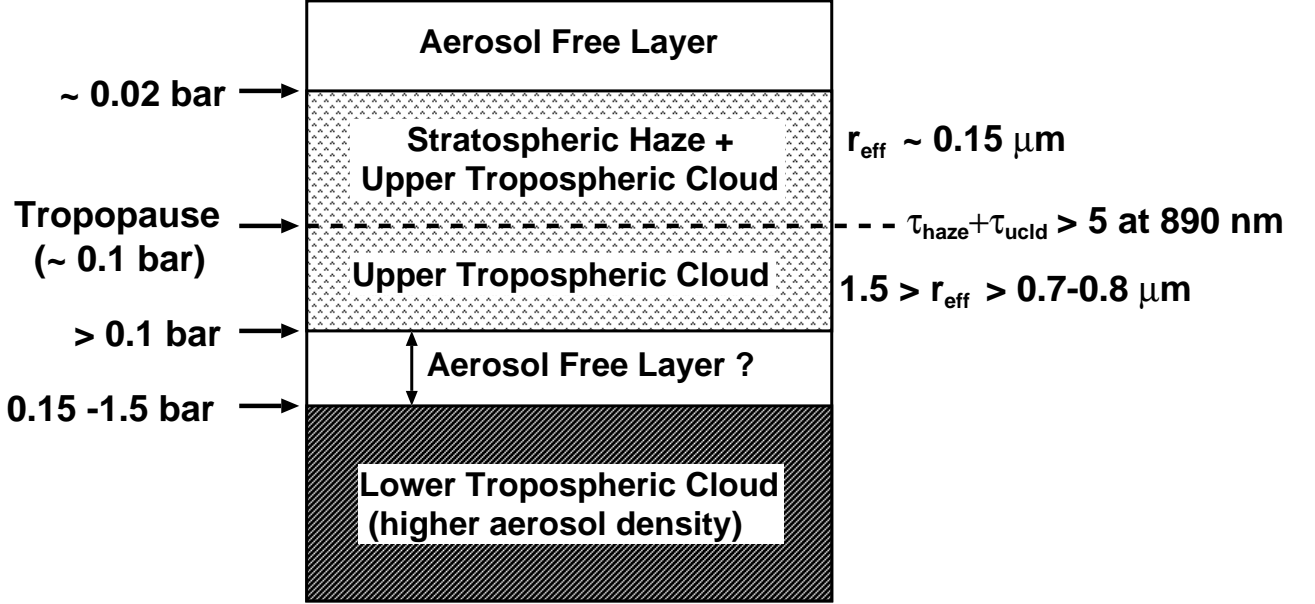 Aerosol Free Layer
~ 0.02 bar
Stratospheric Haze +
Upper Tropospheric Cloud
r_eff ~ 0.15 μm
Tropopause
(~ 0.1 bar)
τ_haze+τ_ucld > 5 at 890 nm
Upper Tropospheric Cloud
1.5 > r_eff > 0.7-0.8 μm
> 0.1 bar
Aerosol Free Layer ?
0.15 -1.5 bar
Lower Tropospheric Cloud
(higher aerosol density)